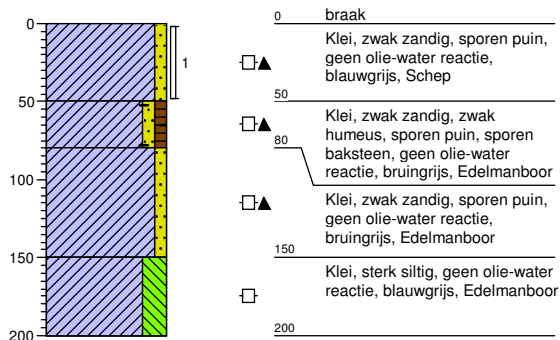 0
50
100
150
200
1
0 braak
Klei, zwak zandig, sporen puin,
geen olie-water reactie,
blauwgrijs, Schep
50
Klei, zwak zandig, zwak
humeus, sporen puin, sporen
baksteen, geen olie-water
reactie, bruingrijs, Edelmanboor
80
Klei, zwak zandig, sporen puin,
geen olie-water reactie,
bruingrijs, Edelmanboor
150
Klei, sterk siltig, geen olie-water
reactie, blauwgrijs, Edelmanboor
200